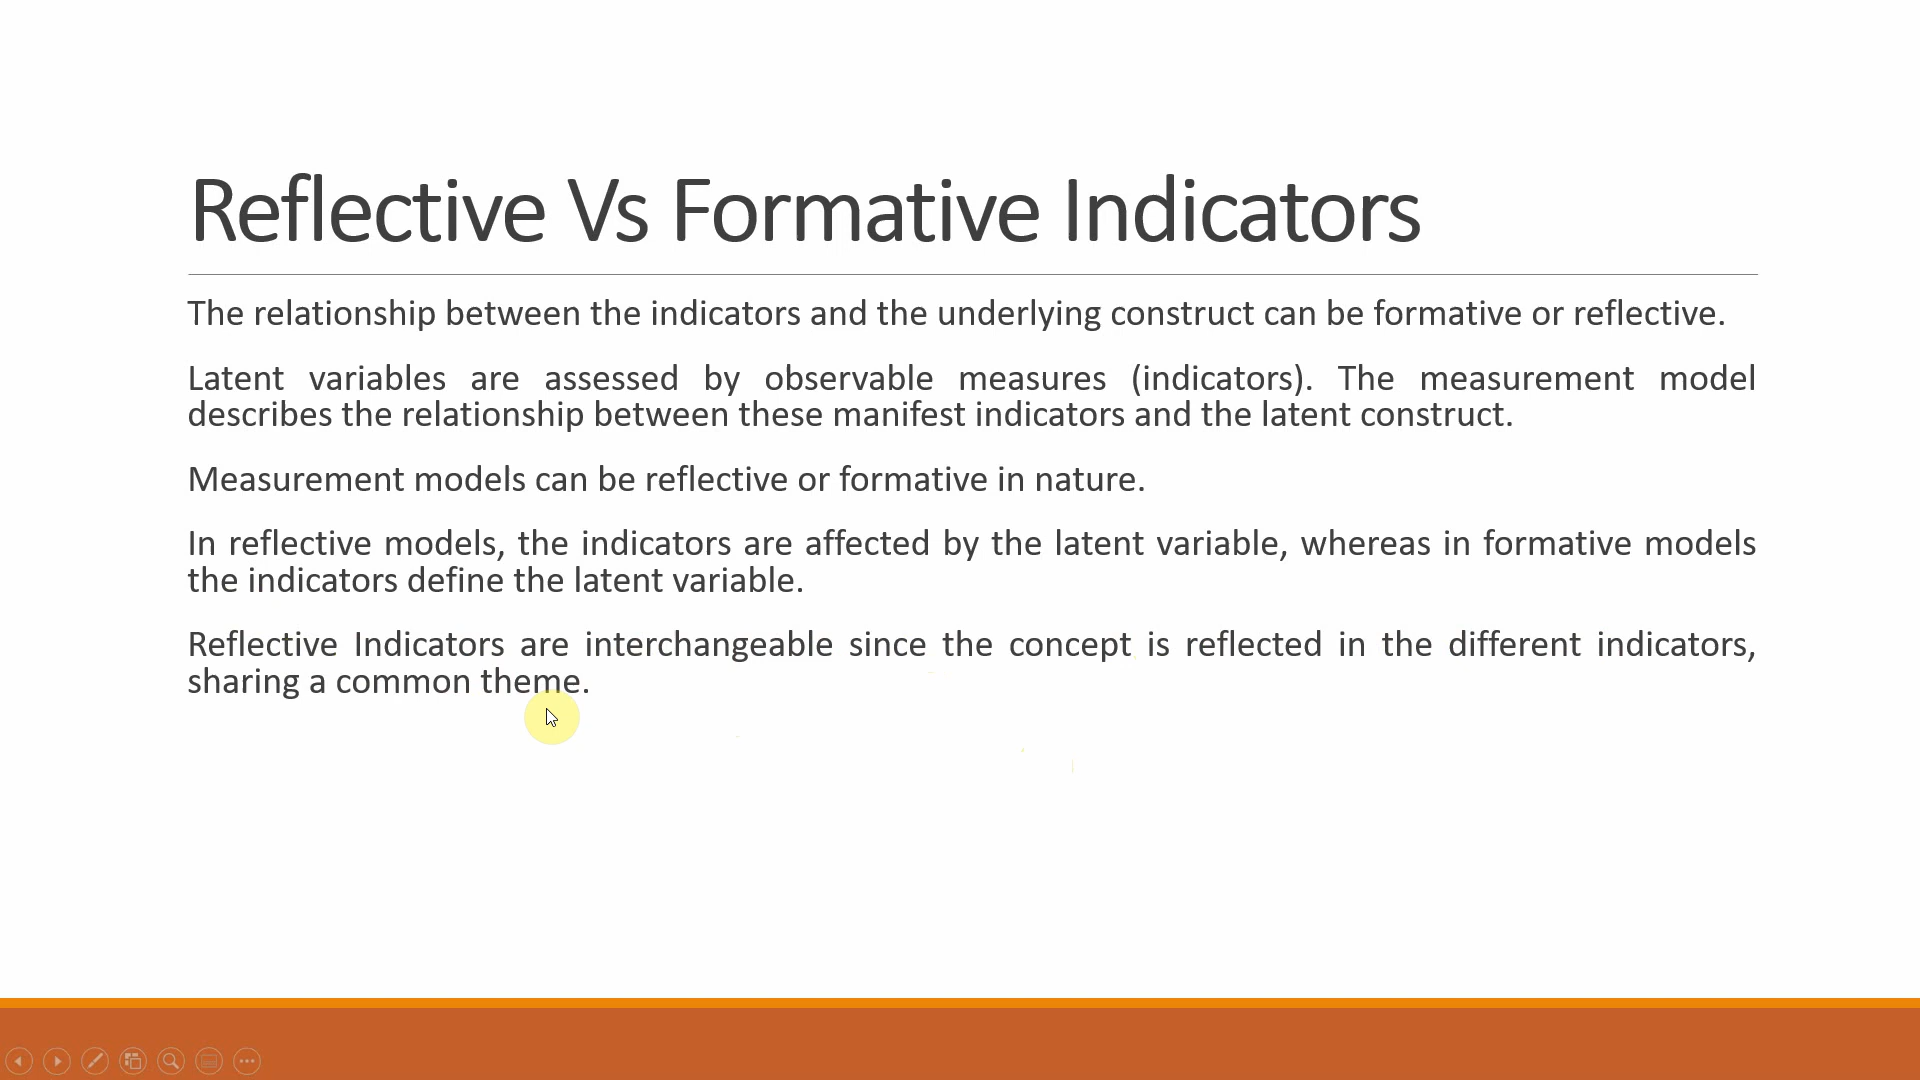 Reflective Vs Formative Indicators
The relationship between the indicators and the underlying construct can be formative or reflective.
Latent variables are assessed by observable measures (indicators). The measurement model
describes the relationship between these manifest indicators and the latent construct.
Measurement models can be reflective or formative in nature.
In reflective models, the indicators are affected by the latent variable, whereas in formative models
the indicators define the latent variable.
Reflective Indicators are interchangeable since the concept is reflected in the different indicators,
sharing a common theme.